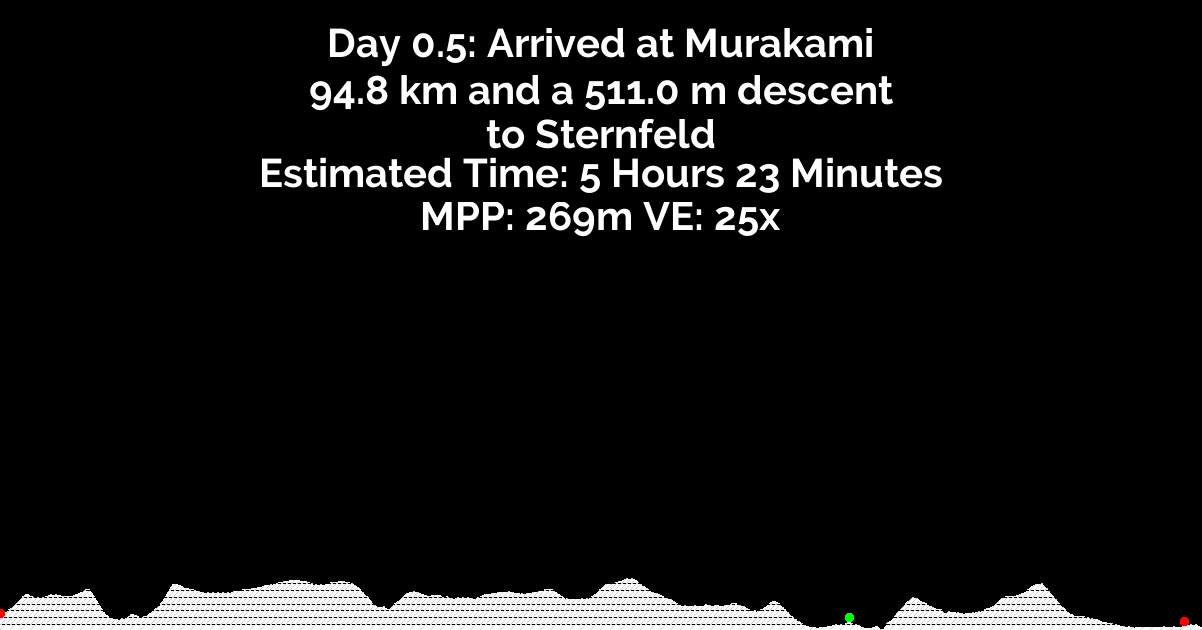 Day 0.5: Arrived at Murakami
94.8 km and a 511.0 m descent
to Sternfeld
Estimated Time: 5 Hours 23 Minutes
MPP: 269m VE: 25x